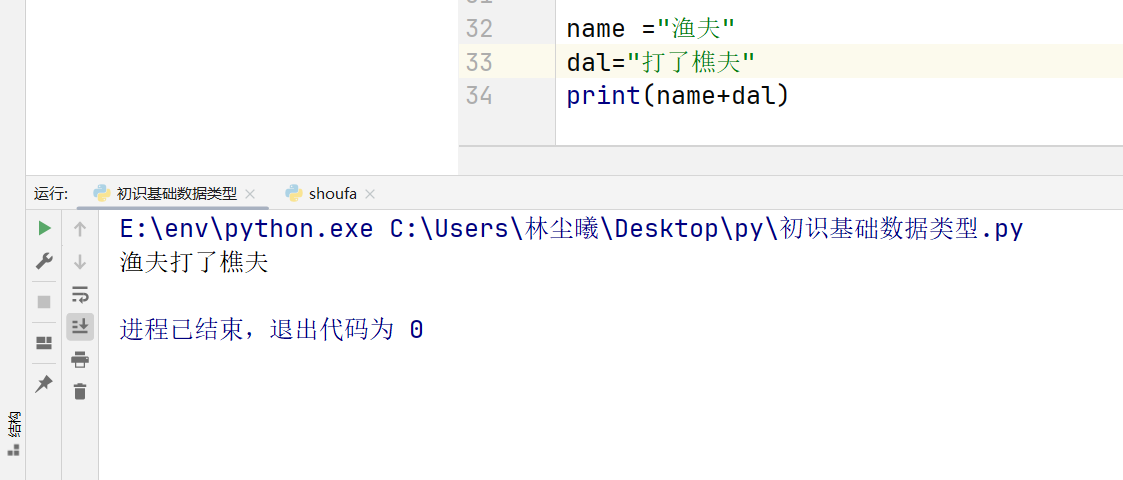 32 name ="渔夫"
33 dal="打了樵夫"
34 print(name+dal)
运行: 初识基础数据类型 × shoufa ×
E:\env\python.exe C:\Users\林尘曦\Desktop\py\初识基础数据类型.py
渔夫打了樵夫
进程已结束，退出代码为 0
结构